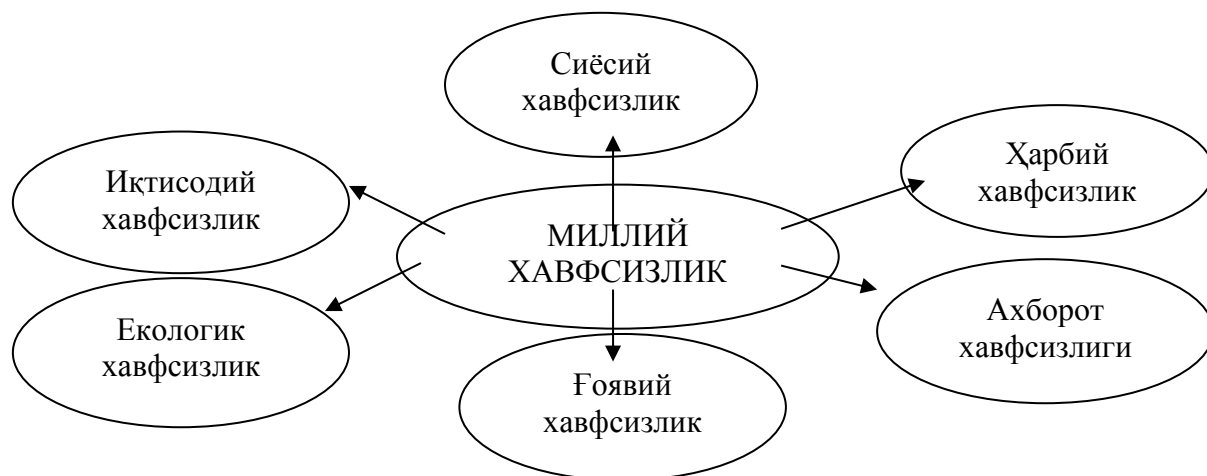 Сиёсий
хавфсизлик
Иқтисодий
хавфсизлик
Ҳарбий
хавфсизлик
МИЛЛИЙ
ХАВФСИЗЛИК
Екологик
хавфсизлик
Ахборот
хавфсизлиги
Ғоявий
хавфсизлик